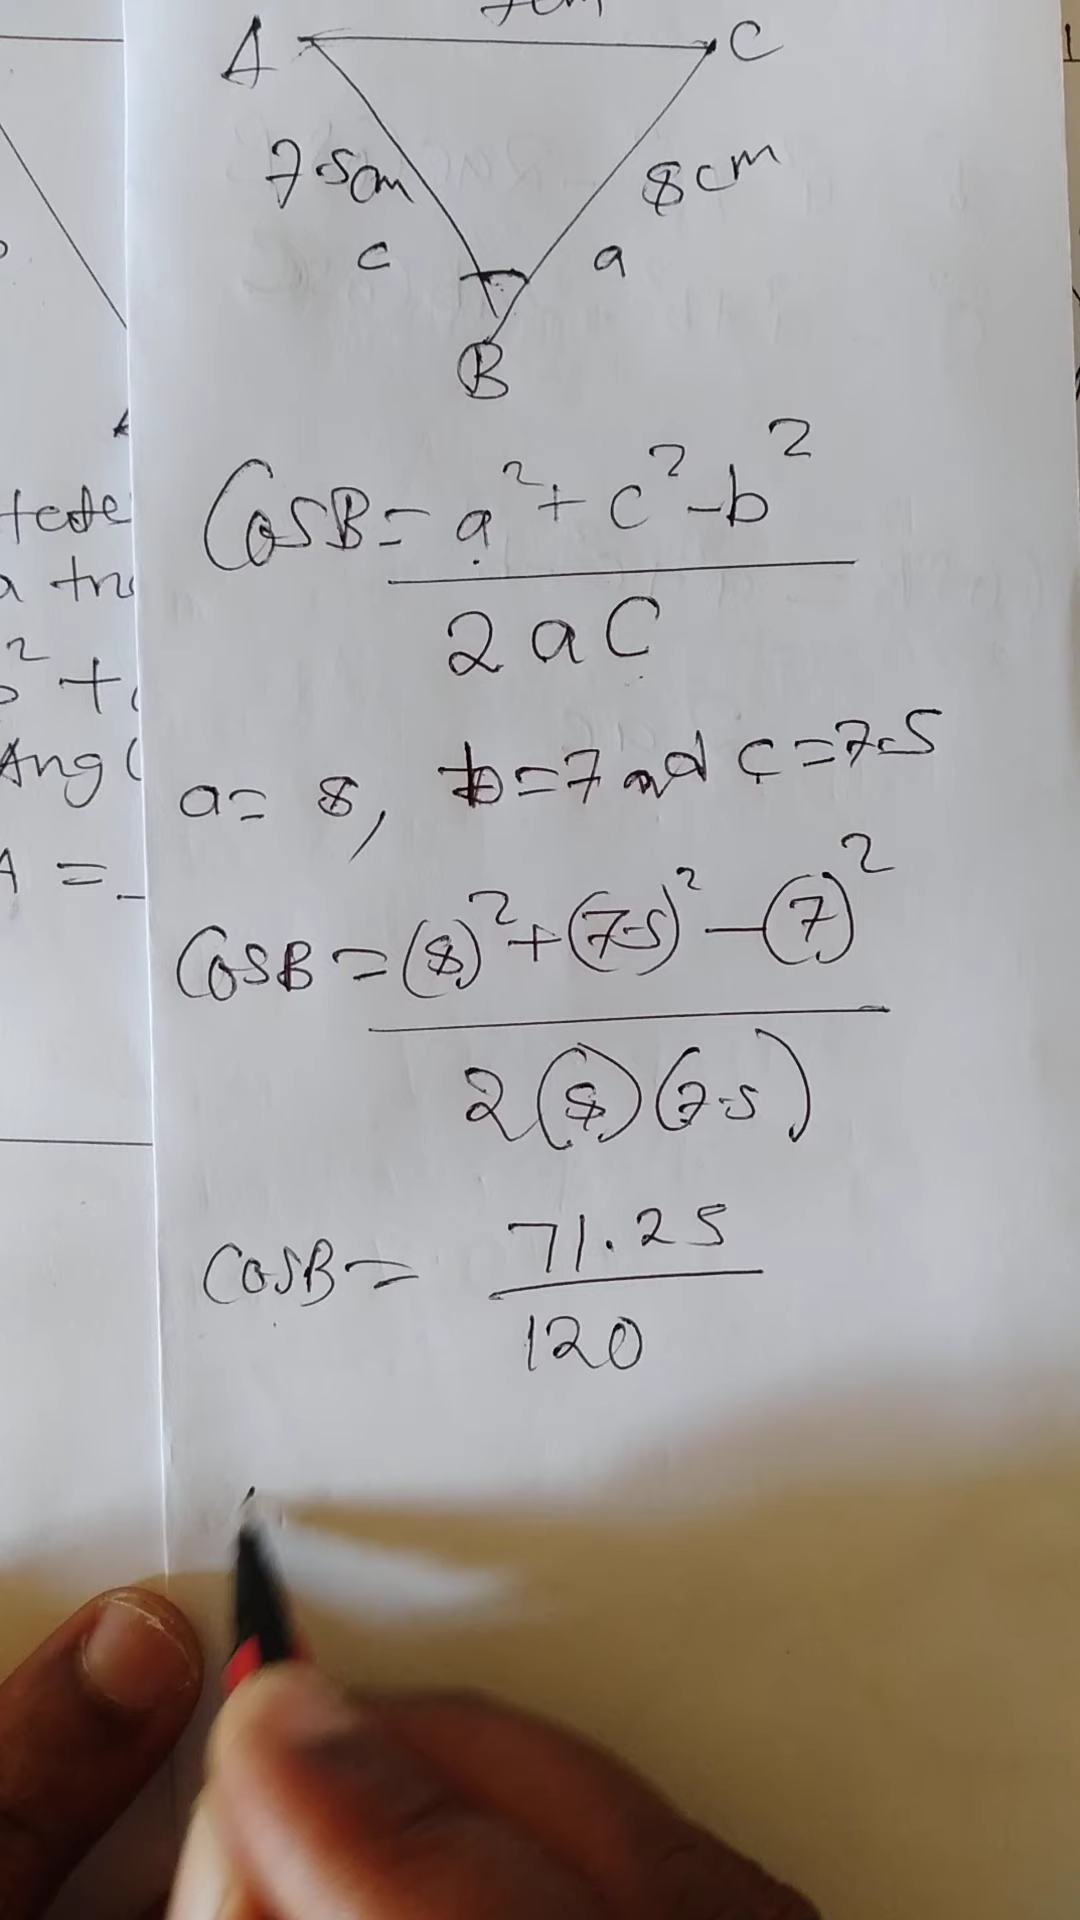 A C
7.5cm 8cm
c a
B
CosB = a² + c² - b²
2ac
a = 8, b = 7 and c = 7.5
CosB = (8)² + (7.5)² - (7)²
2(8)(7.5)
CosB = 71.25
120